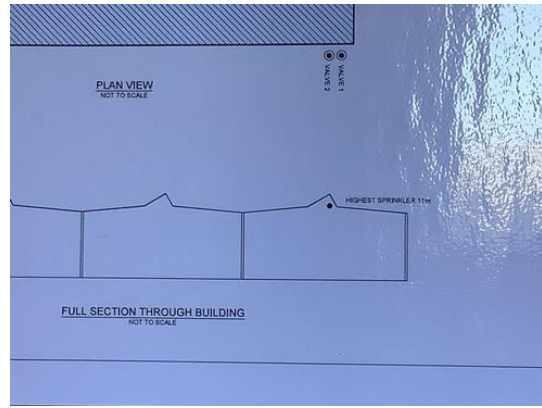 VALVE 1
VALVE 2
PLAN VIEW
NOT TO SCALE
HIGHEST SPRINKLER 11m
FULL SECTION THROUGH BUILDING
NOT TO SCALE